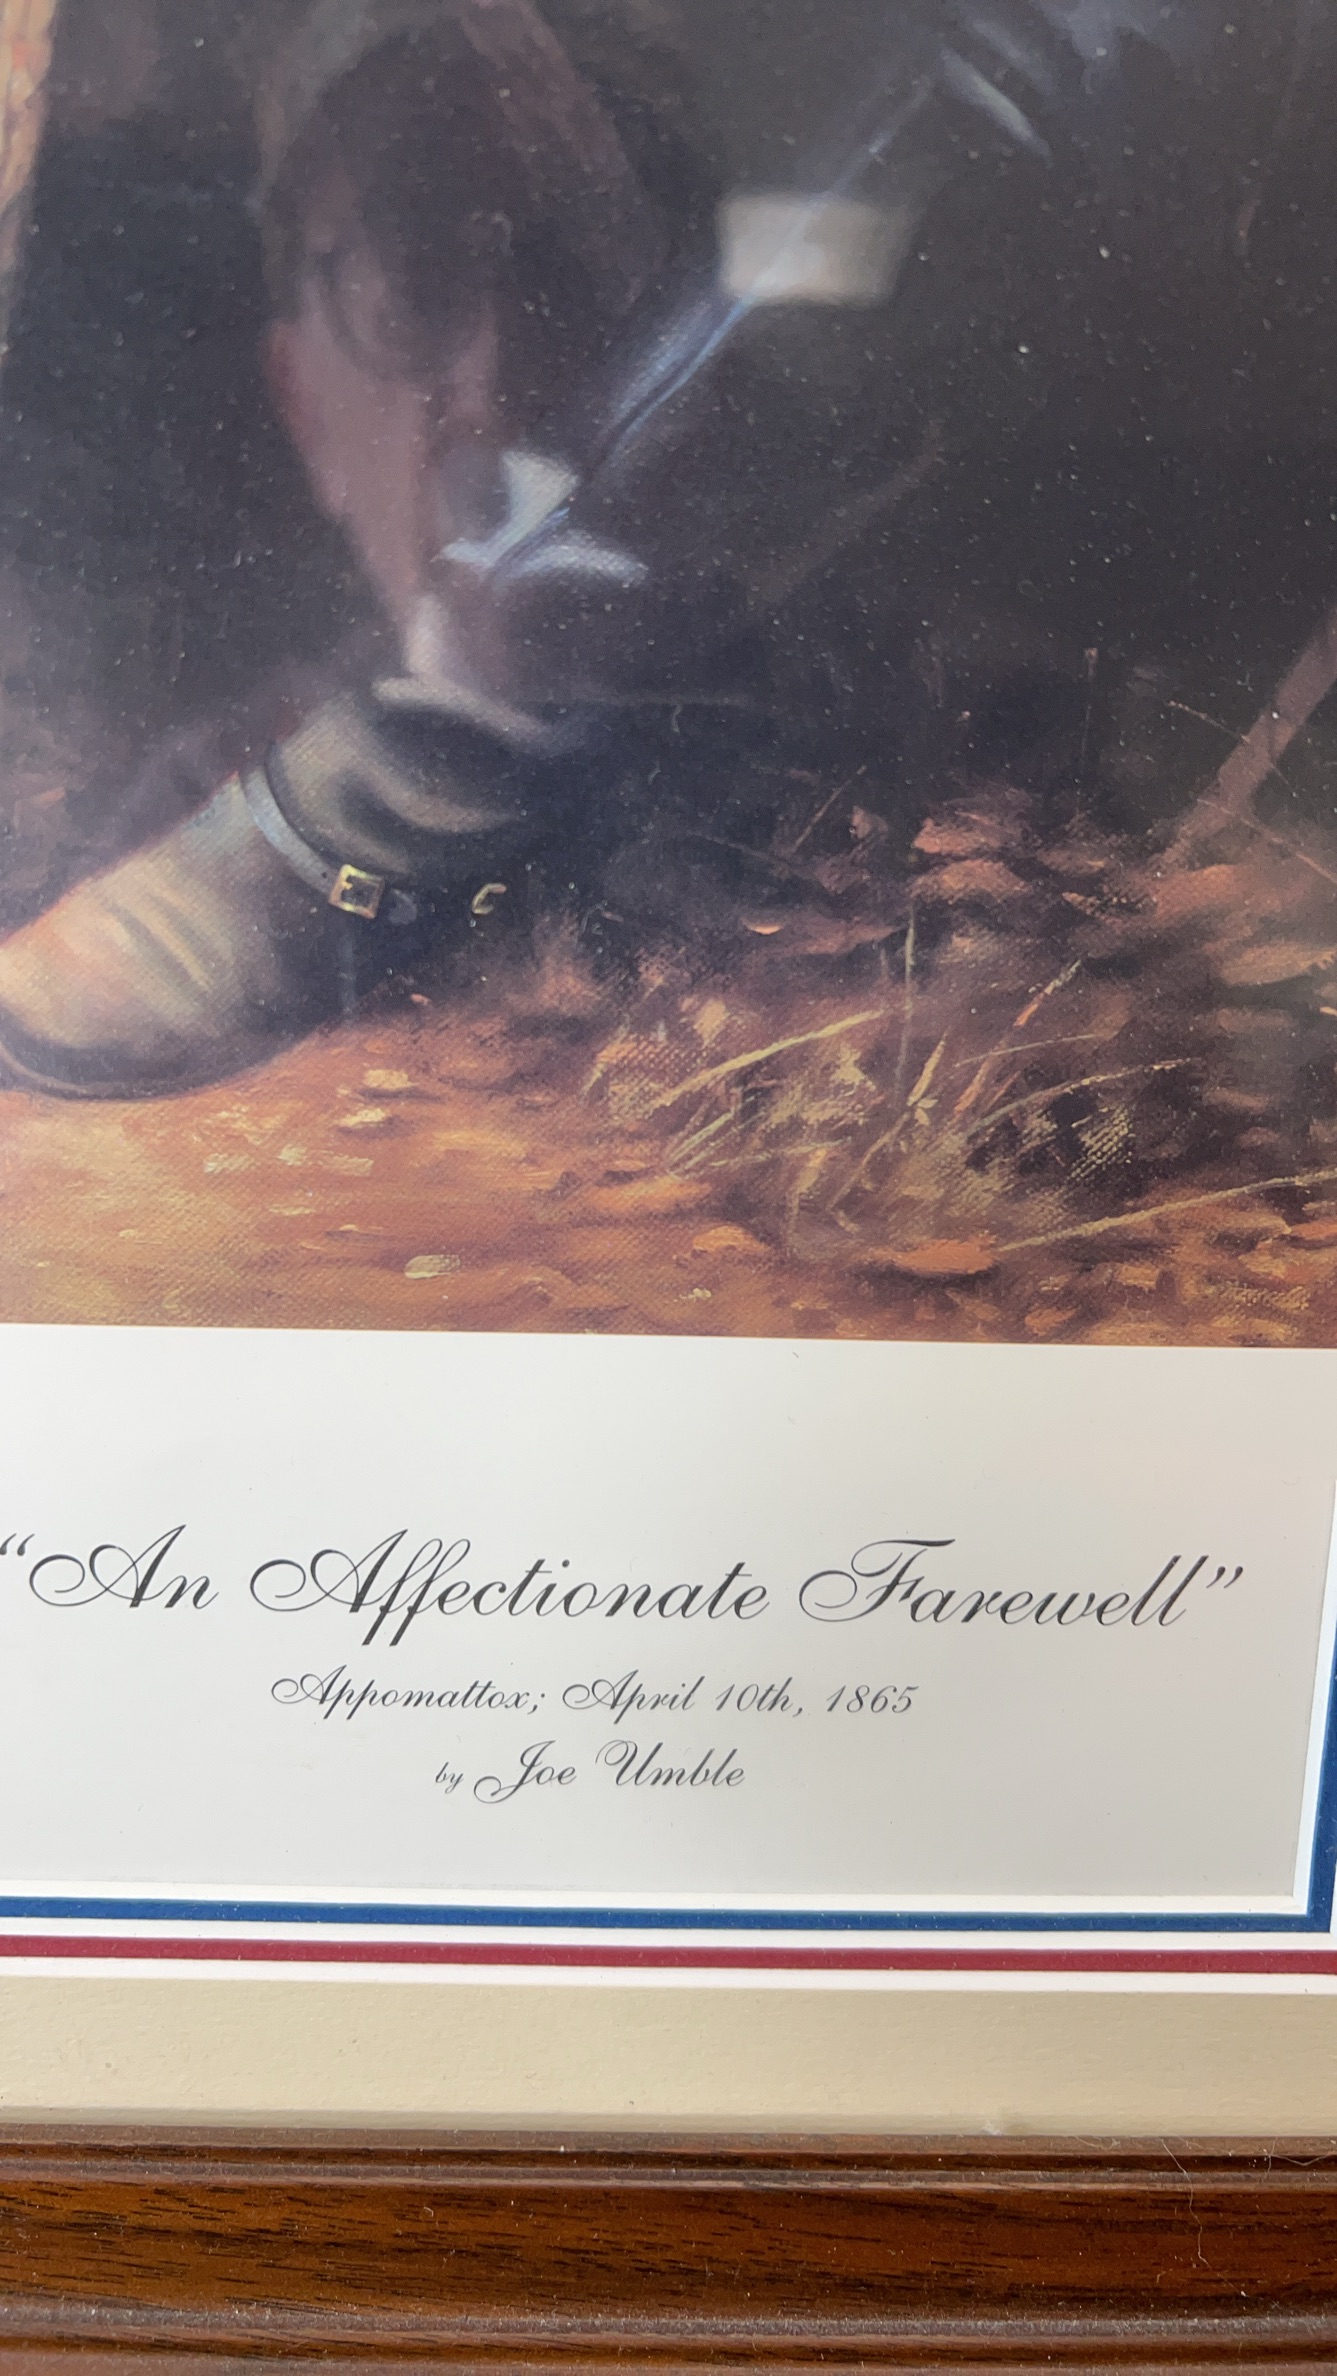 “An Affectionate Farewell”
Appomattox; April 10th, 1865
by Joe Umble